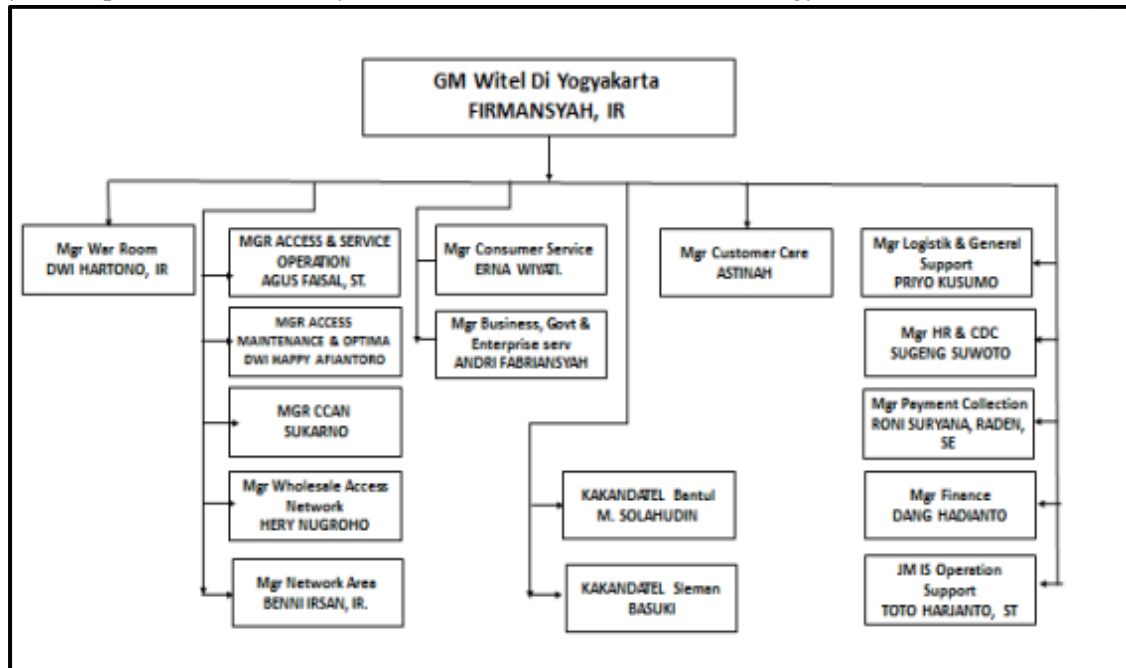 GM Witel Di Yogyakarta
FIRMANSYAH, IR
Mgr War Room
DWI HARTONO, IR
MGR ACCESS & SERVICE
OPERATION
AGUS FAISAL, ST.
MGR ACCESS
MAINTENANCE & OPTIMA
DWI HAPPY AFIANTORO
MGR CCAN
SUKARNO
Mgr Wholesale Access
Network
HERY NUGROHO
Mgr Network Area
BENNI IRSAN, IR.
Mgr Consumer Service
ERNA WIYATI.
Mgr Business, Govt &
Enterprise serv
ANDRI FABRIANSYAH
KAKANDATEL Bantul
M. SOLAHUDIN
KAKANDATEL Sleman
BASUKI
Mgr Customer Care
ASTINAH
Mgr Logistik & General
Support
PRIYO KUSUMO
Mgr HR & CDC
SUGENG SUWOTO
Mgr Payment Collection
RONI SURYANA, RADEN,
SE
Mgr Finance
DANG HADIANTO
JM IS Operation
Support
TOTO HARJANTO, ST